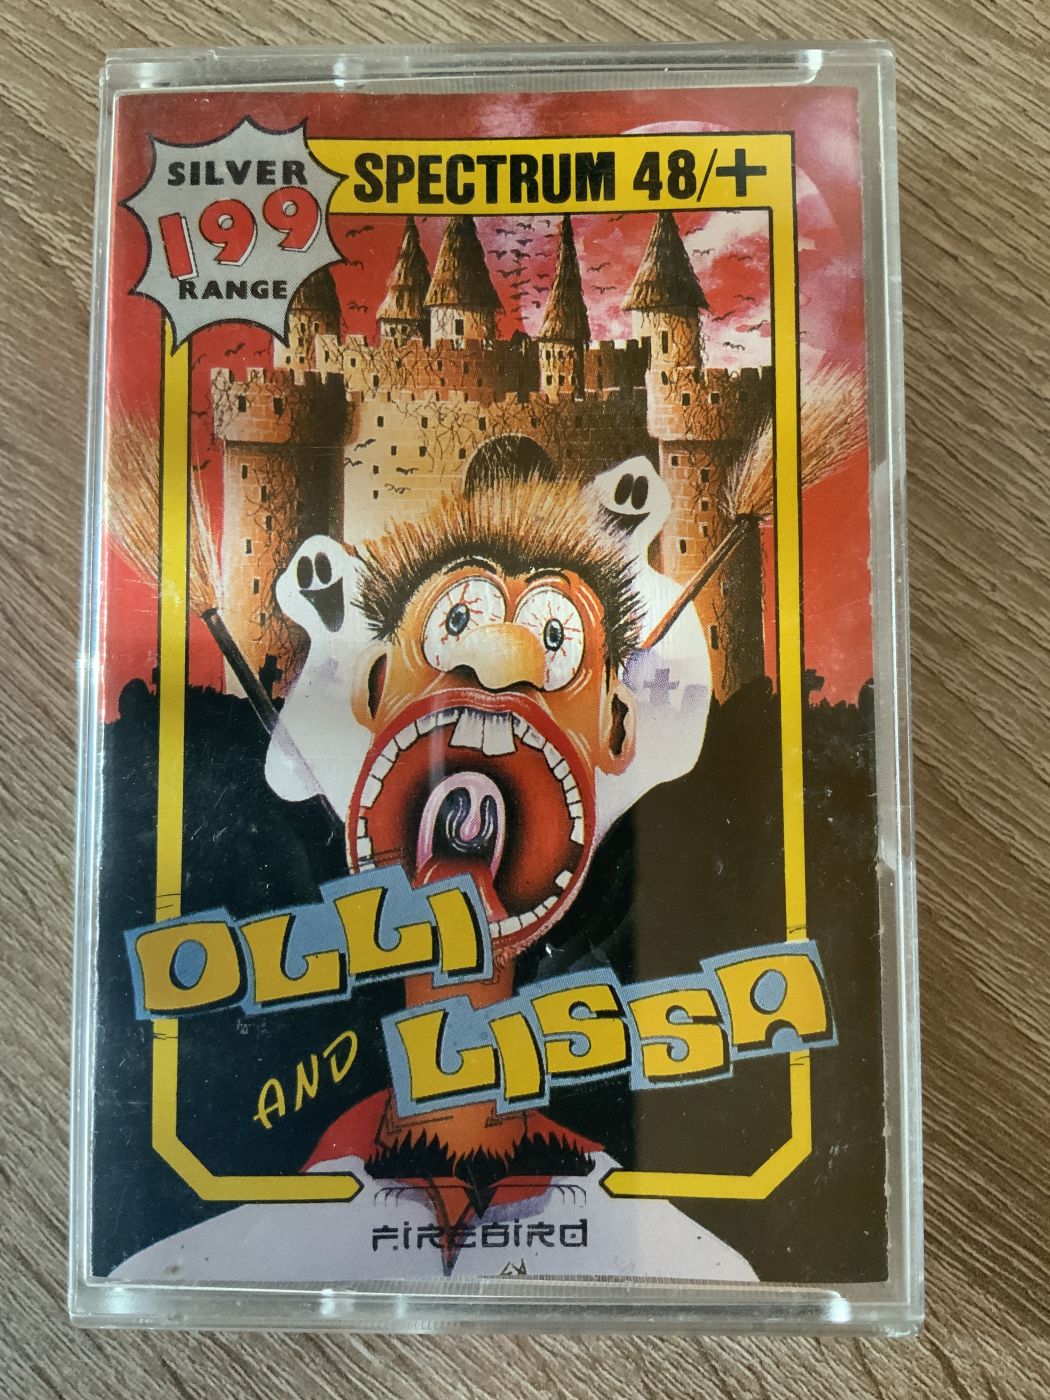 SILVER
199
RANGE
SPECTRUM 48/+
OLLI
AND
LISSA
FIREBIRD